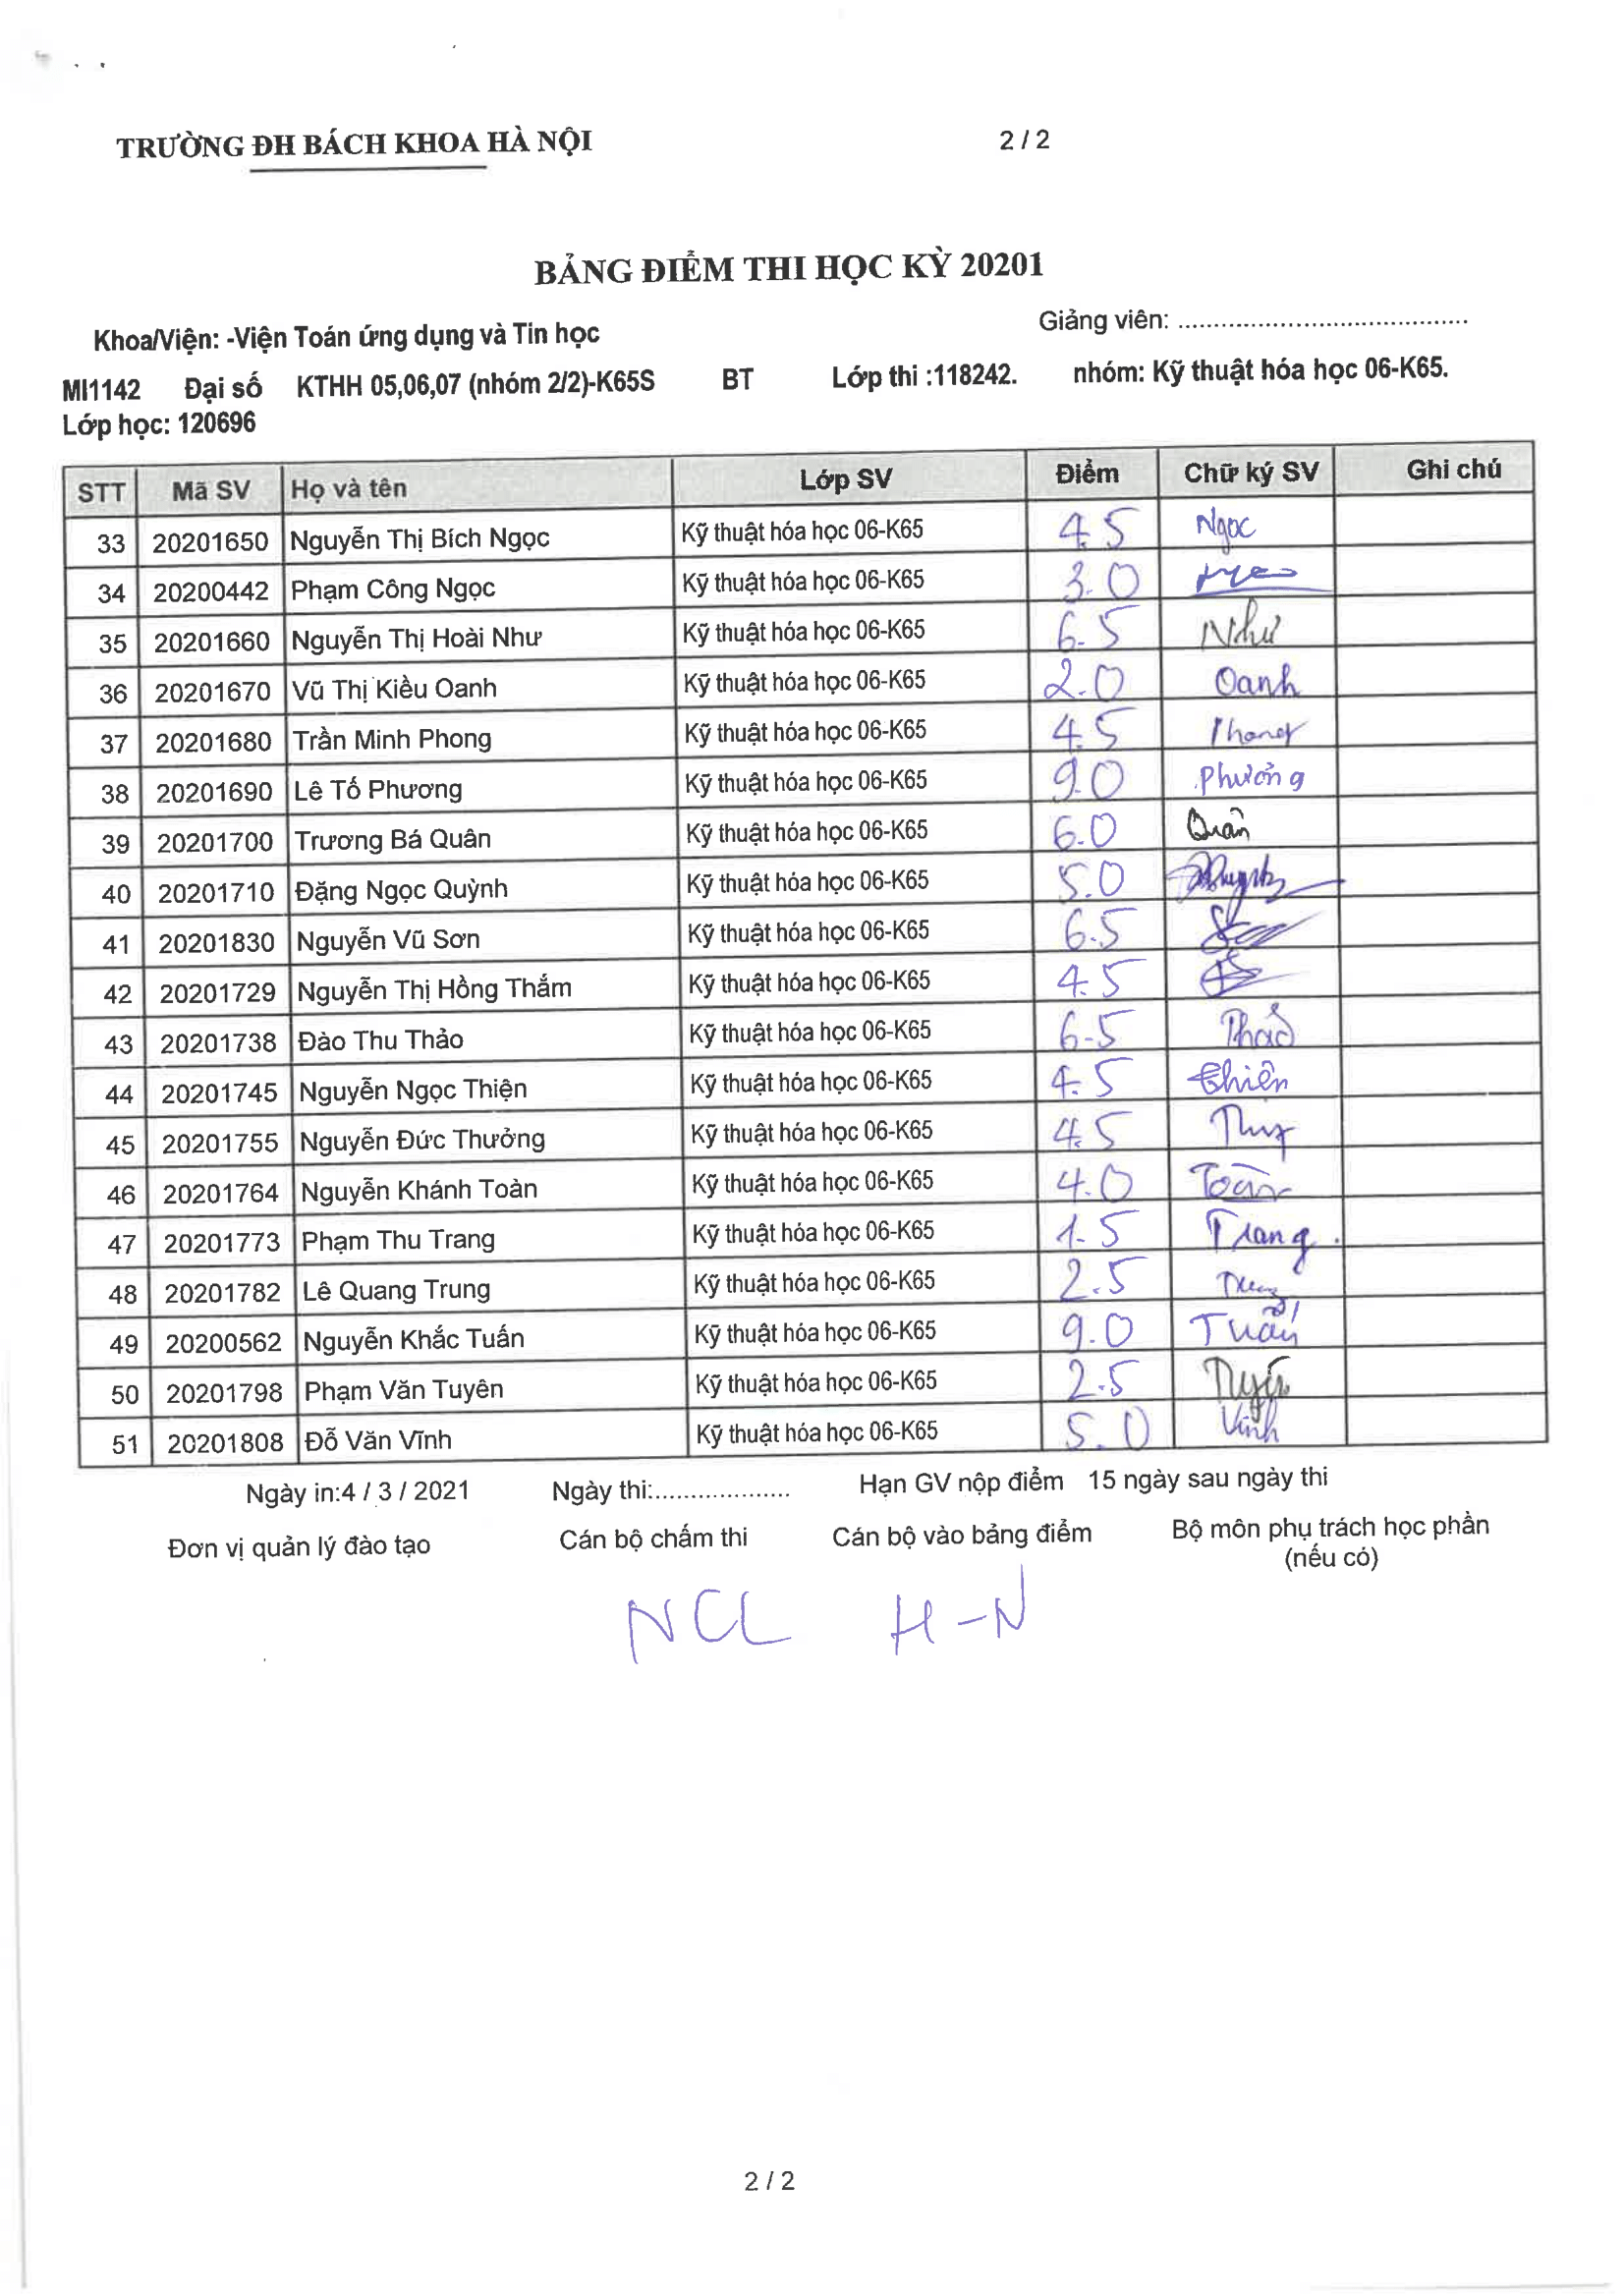 TRƯỜNG ĐH BÁCH KHOA HÀ NỘI 2 / 2
BẢNG ĐIỂM THI HỌC KỲ 20201
Khoa/Viện: -Viện Toán ứng dụng và Tin học Giảng viên: ..........................................
MI1142 Đại số KTHH 05,06,07 (nhóm 2/2)-K65S BT Lớp thi :118242. nhóm: Kỹ thuật hóa học 06-K65.
Lớp học: 120696
STT Mã SV Họ và tên Lớp SV Điểm Chữ ký SV Ghi chú
33 20201650 Nguyễn Thị Bích Ngọc Kỹ thuật hóa học 06-K65 4.5 Ngọc
34 20200442 Phạm Công Ngọc Kỹ thuật hóa học 06-K65 3.0
35 20201660 Nguyễn Thị Hoài Như Kỹ thuật hóa học 06-K65 6.5 Như
36 20201670 Vũ Thị Kiều Oanh Kỹ thuật hóa học 06-K65 2.0 Oanh
37 20201680 Trần Minh Phong Kỹ thuật hóa học 06-K65 4.5 Phong
38 20201690 Lê Tố Phương Kỹ thuật hóa học 06-K65 9.0 Phương
39 20201700 Trương Bá Quân Kỹ thuật hóa học 06-K65 6.0 Quân
40 20201710 Đặng Ngọc Quỳnh Kỹ thuật hóa học 06-K65 5.0
41 20201830 Nguyễn Vũ Sơn Kỹ thuật hóa học 06-K65 6.5
42 20201729 Nguyễn Thị Hồng Thắm Kỹ thuật hóa học 06-K65 4.5
43 20201738 Đào Thu Thảo Kỹ thuật hóa học 06-K65 6.5 Thảo
44 20201745 Nguyễn Ngọc Thiện Kỹ thuật hóa học 06-K65 4.5 Thiện
45 20201755 Nguyễn Đức Thưởng Kỹ thuật hóa học 06-K65 4.5
46 20201764 Nguyễn Khánh Toàn Kỹ thuật hóa học 06-K65 4.0 Toàn
47 20201773 Phạm Thu Trang Kỹ thuật hóa học 06-K65 1.5 Trang
48 20201782 Lê Quang Trung Kỹ thuật hóa học 06-K65 2.5 Trung
49 20200562 Nguyễn Khắc Tuấn Kỹ thuật hóa học 06-K65 9.0 Tuấn
50 20201798 Phạm Văn Tuyên Kỹ thuật hóa học 06-K65 2.5
51 20201808 Đỗ Văn Vĩnh Kỹ thuật hóa học 06-K65 5.0 Vĩnh
Ngày in:4 / 3 / 2021 Ngày thi:................... Hạn GV nộp điểm 15 ngày sau ngày thi
Đơn vị quản lý đào tạo Cán bộ chấm thi Cán bộ vào bảng điểm Bộ môn phụ trách học phần
(nếu có)
NCL H-N
2 / 2